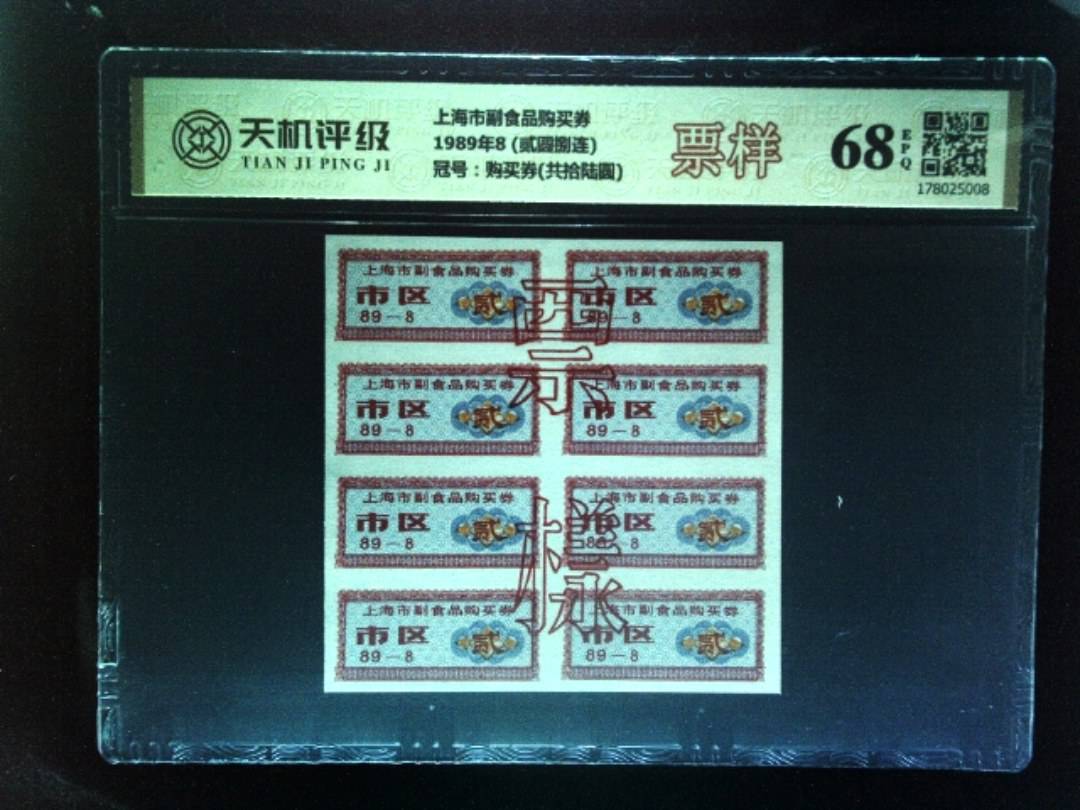 天机评级
TIAN JI PING JI
上海市副食品购买券
1989年8 (贰圆捌连)
冠号：购买券(共拾陆圆)
票样
68
EPQ
178025008
上海市副食品购买券
市区
贰
89-8
上海市副食品购买券
市区
贰
89-8
上海市副食品购买券
市区
贰
89-8
上海市副食品购买券
市区
贰
89-8
上海市副食品购买券
市区
贰
89-8
上海市副食品购买券
市区
贰
89-8
上海市副食品购买券
市区
贰
89-8
上海市副食品购买券
市区
贰
89-8
票樣